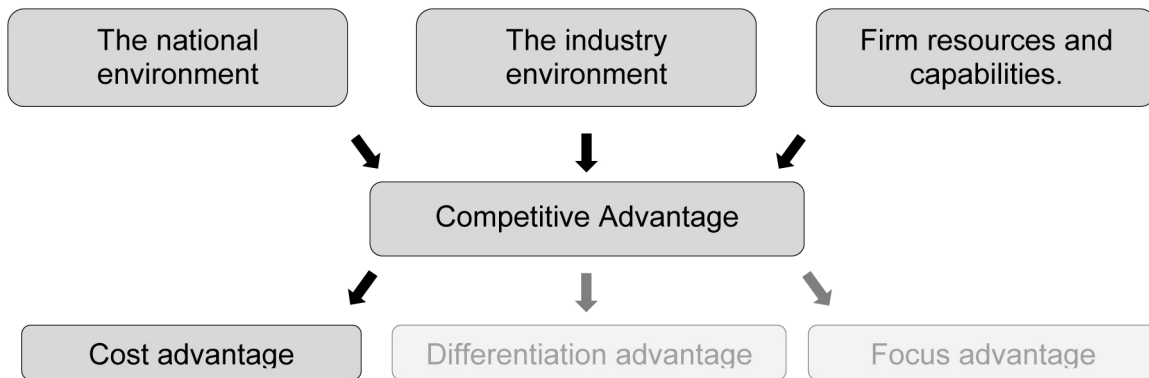 The national
environment
The industry
environment
Firm resources and
capabilities.
Competitive Advantage
Cost advantage
Differentiation advantage
Focus advantage